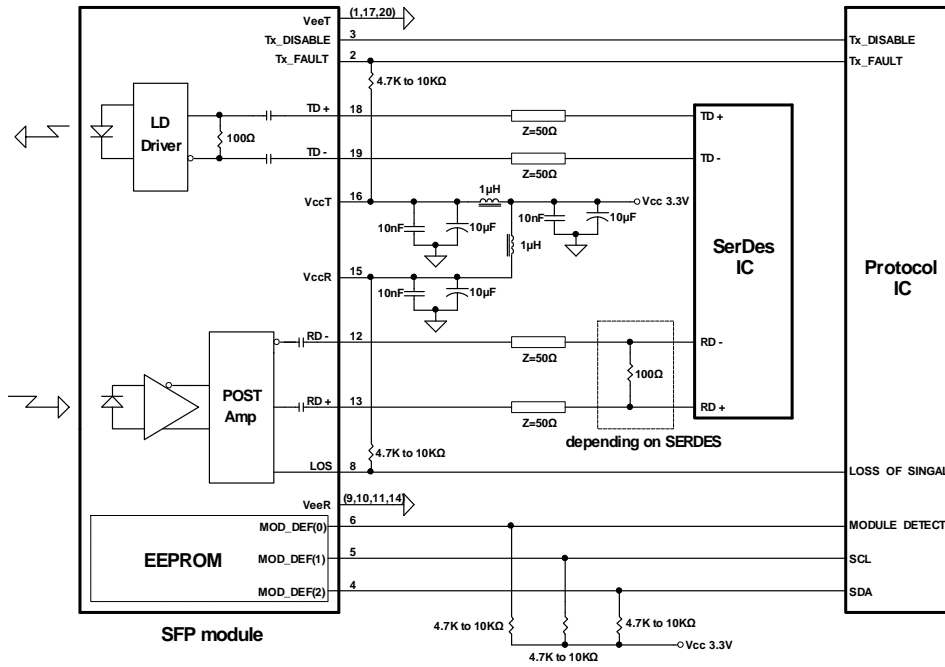 VeeT
(1,17,20)
Tx_DISABLE
3
Tx_DISABLE
Tx_FAULT
2
Tx_FAULT
4.7K to 10KΩ
LD
Driver
100Ω
TD +
18
Z=50Ω
TD +
TD -
19
Z=50Ω
TD -
VccT
16
1µH
Vcc 3.3V
10nF
10µF
10nF
10µF
1µH
SerDes
IC
Protocol
IC
VccR
15
10nF
10µF
RD -
12
Z=50Ω
RD -
100Ω
POST
Amp
RD +
13
Z=50Ω
RD +
depending on SERDES
4.7K to 10KΩ
LOS
8
LOSS OF SINGAL
VeeR
(9,10,11,14)
EEPROM
MOD_DEF(0)
6
MODULE DETECT
MOD_DEF(1)
5
SCL
MOD_DEF(2)
4
SDA
4.7K to 10KΩ
4.7K to 10KΩ
4.7K to 10KΩ
Vcc 3.3V
SFP module